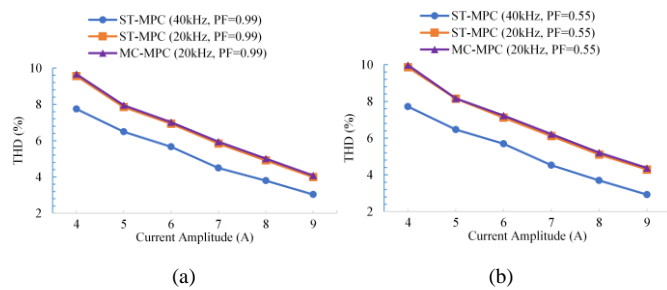 ST-MPC (40kHz, PF=0.99)
ST-MPC (20kHz, PF=0.99)
MC-MPC (20kHz, PF=0.99)
10
8
6
4
2
THD (%)
4 5 6 7 8 9
Current Amplitude (A)
(a)
ST-MPC (40kHz, PF=0.55)
ST-MPC (20kHz, PF=0.55)
MC-MPC (20kHz, PF=0.55)
10
8
6
4
2
THD (%)
4 5 6 7 8 9
Current Amplitude (A)
(b)